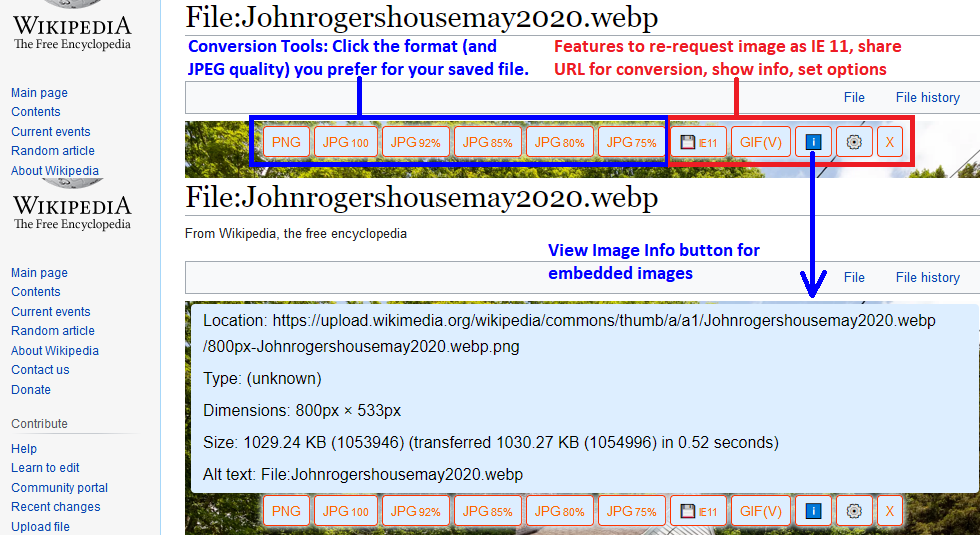 WIKIPEDIA
The Free Encyclopedia
Main page
Contents
Current events
Random article
About Wikipedia
File:Johnrogershousemay2020.webp
Conversion Tools: Click the format (and
JPEG quality) you prefer for your saved file.
Features to re-request image as IE 11, share
URL for conversion, show info, set options
File File history
PNG JPG 100 JPG 92% JPG 85% JPG 80% JPG 75% IE11 GIF(V) i X
WIKIPEDIA
The Free Encyclopedia
Main page
Contents
Current events
Random article
About Wikipedia
Contact us
Donate
Contribute
Help
Learn to edit
Community portal
Recent changes
Upload file
File:Johnrogershousemay2020.webp
From Wikipedia, the free encyclopedia
View Image Info button for
embedded images
File File history
Location: https://upload.wikimedia.org/wikipedia/commons/thumb/a/a1/Johnrogershousemay2020.webp
/800px-Johnrogershousemay2020.webp.png
Type: (unknown)
Dimensions: 800px × 533px
Size: 1029.24 KB (1053946) (transferred 1030.27 KB (1054996) in 0.52 seconds)
Alt text: File:Johnrogershousemay2020.webp
PNG JPG 100 JPG 92% JPG 85% JPG 80% JPG 75% IE11 GIF(V) i X